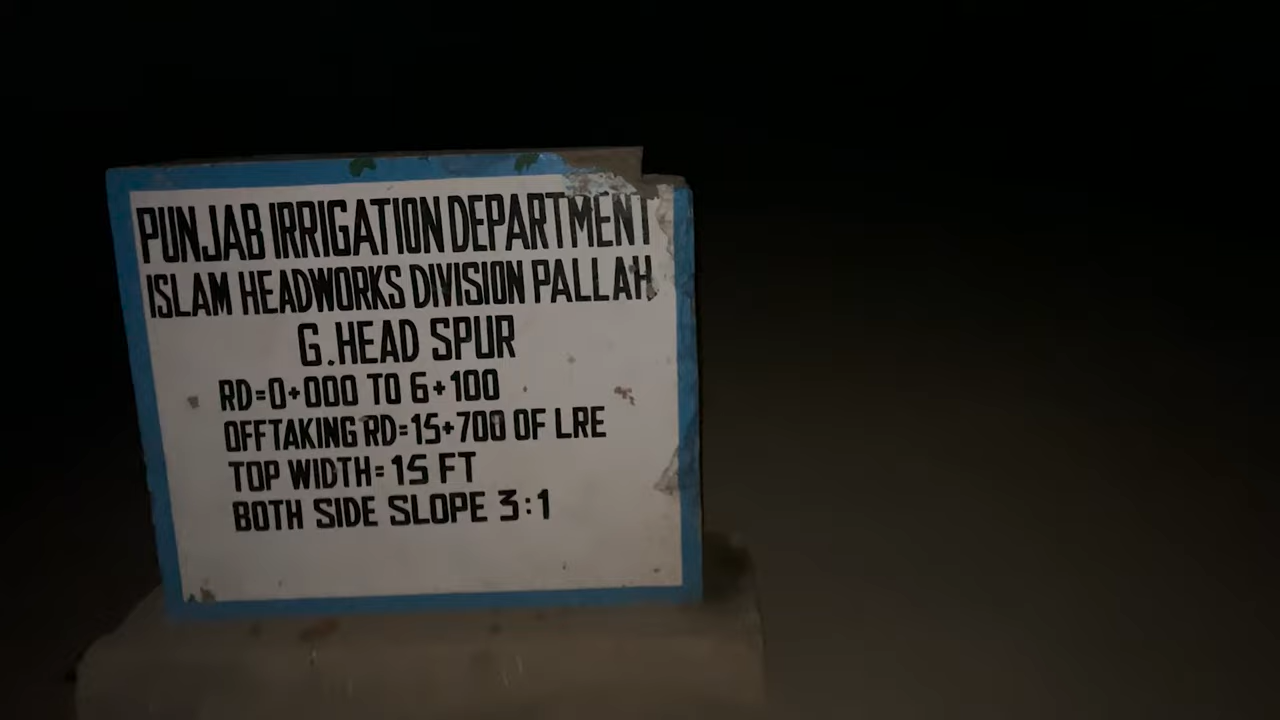 PUNJAB IRRIGATION DEPARTMENT
ISLAM HEADWORKS DIVISION PALLAH
G.HEAD SPUR
RD=0+000 TO 6+100
OFFTAKING RD=15+700 OF LRE
TOP WIDTH=15 FT
BOTH SIDE SLOPE 3:1